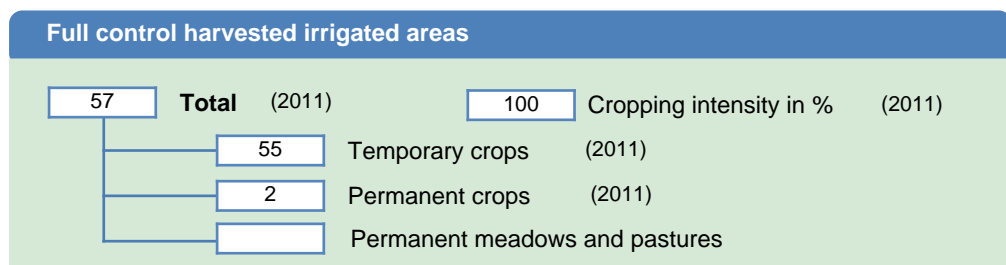 Full control harvested irrigated areas
57 Total (2011) 100 Cropping intensity in % (2011)
55 Temporary crops (2011)
2 Permanent crops (2011)
Permanent meadows and pastures